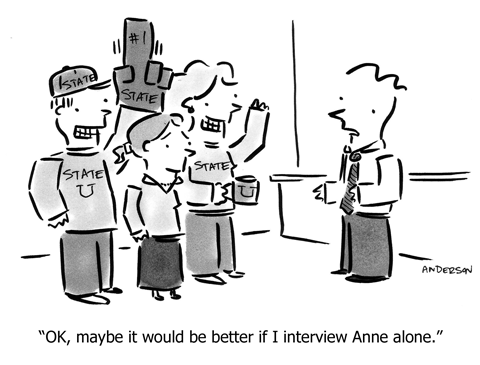 #1
STATE
STATE
STATE
U
STATE
U
ANDERSON
“OK, maybe it would be better if I interview Anne alone.”